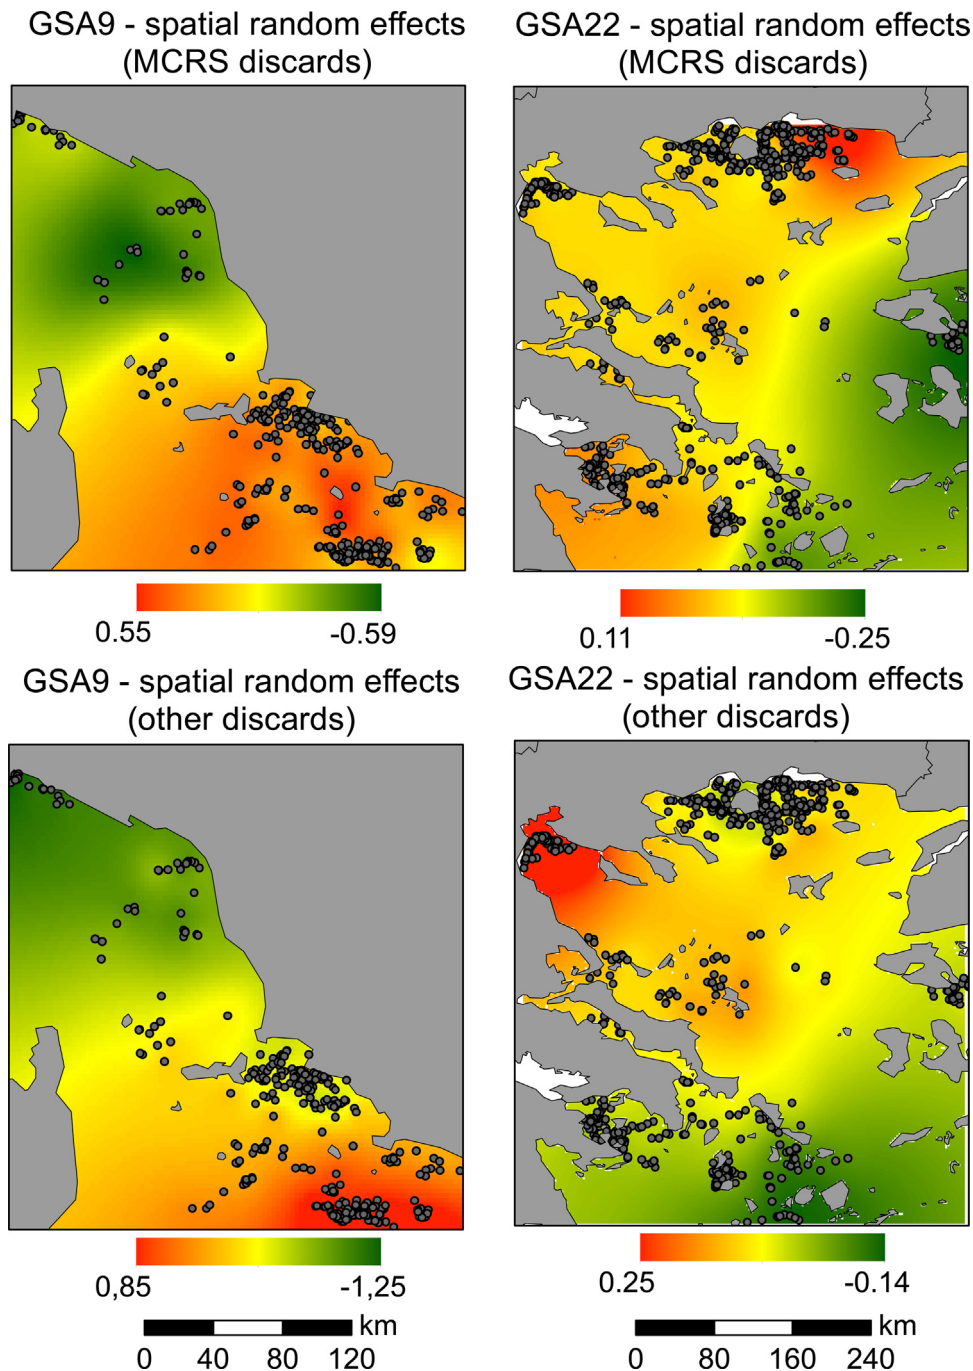 GSA9 - spatial random effects
(MCRS discards)
GSA22 - spatial random effects
(MCRS discards)
0.55 -0.59
0.11 -0.25
GSA9 - spatial random effects
(other discards)
GSA22 - spatial random effects
(other discards)
0,85 -1,25
0.25 -0.14
km
0 40 80 120
km
0 80 160 240